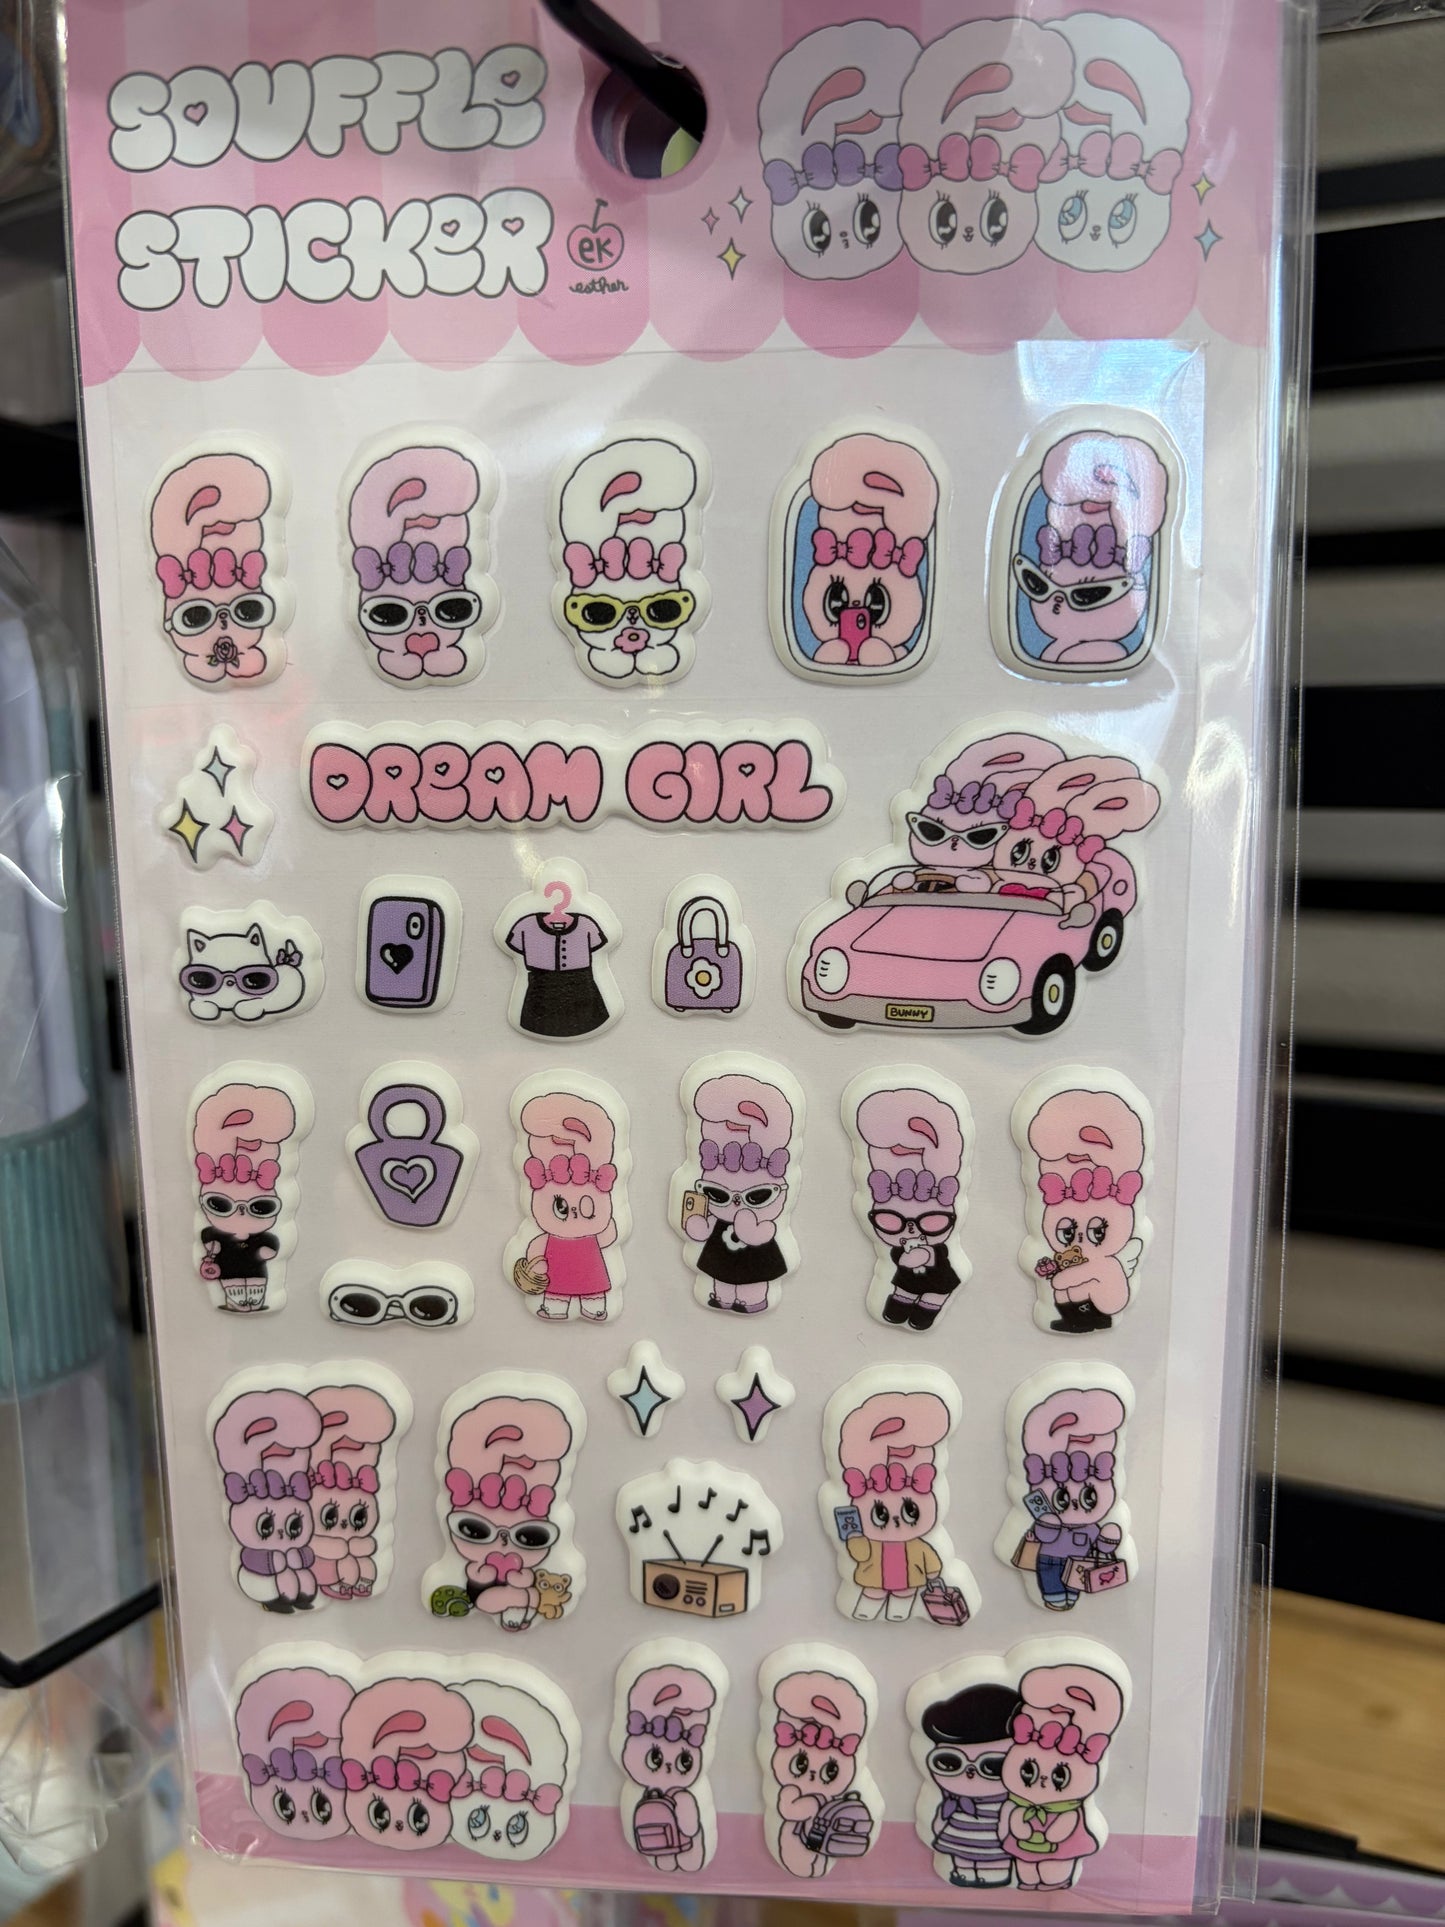 SOUFFLe
STICKeR
eK
esther
DReAM GIRL
BUNNY